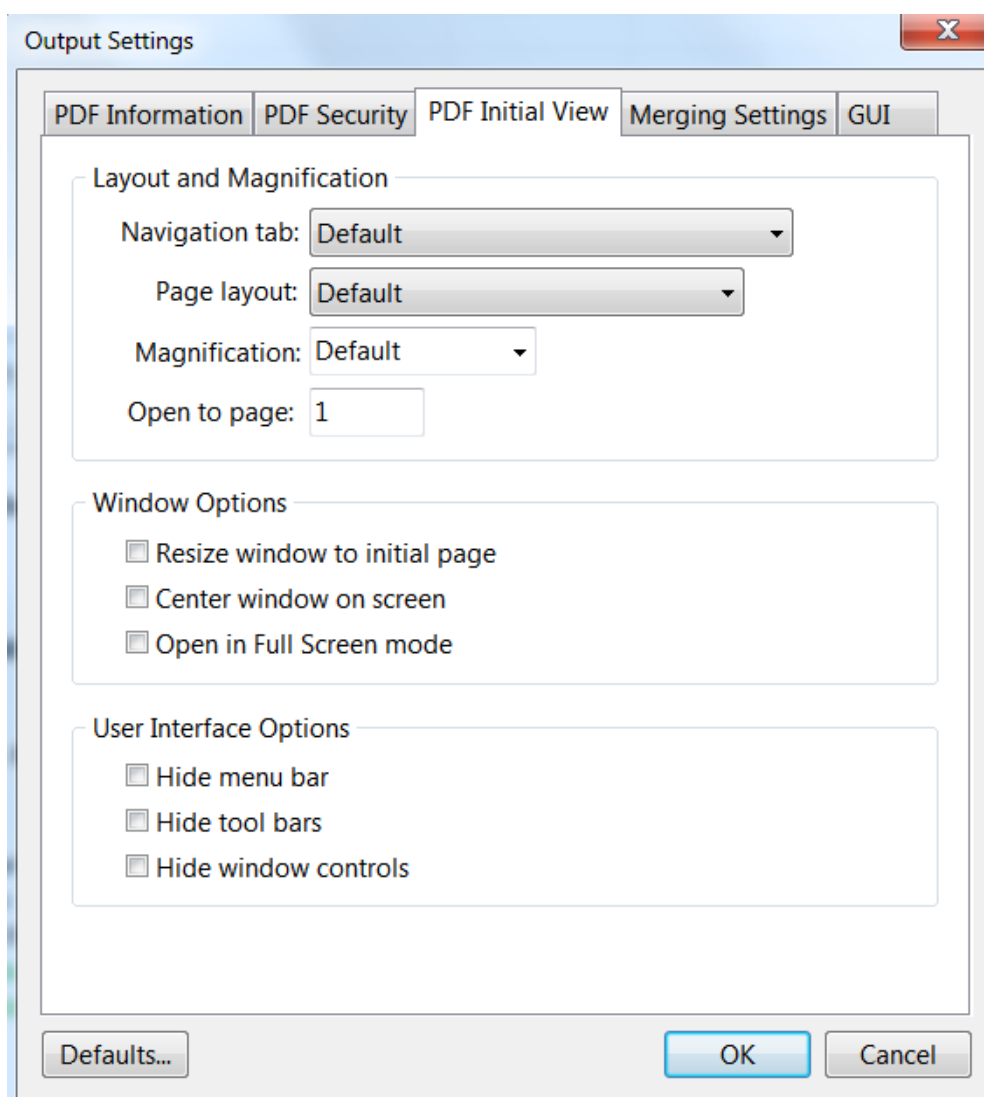 Output Settings
PDF Information PDF Security PDF Initial View Merging Settings GUI
Layout and Magnification
Navigation tab: Default
Page layout: Default
Magnification: Default
Open to page: 1
Window Options
Resize window to initial page
Center window on screen
Open in Full Screen mode
User Interface Options
Hide menu bar
Hide tool bars
Hide window controls
Defaults... OK Cancel